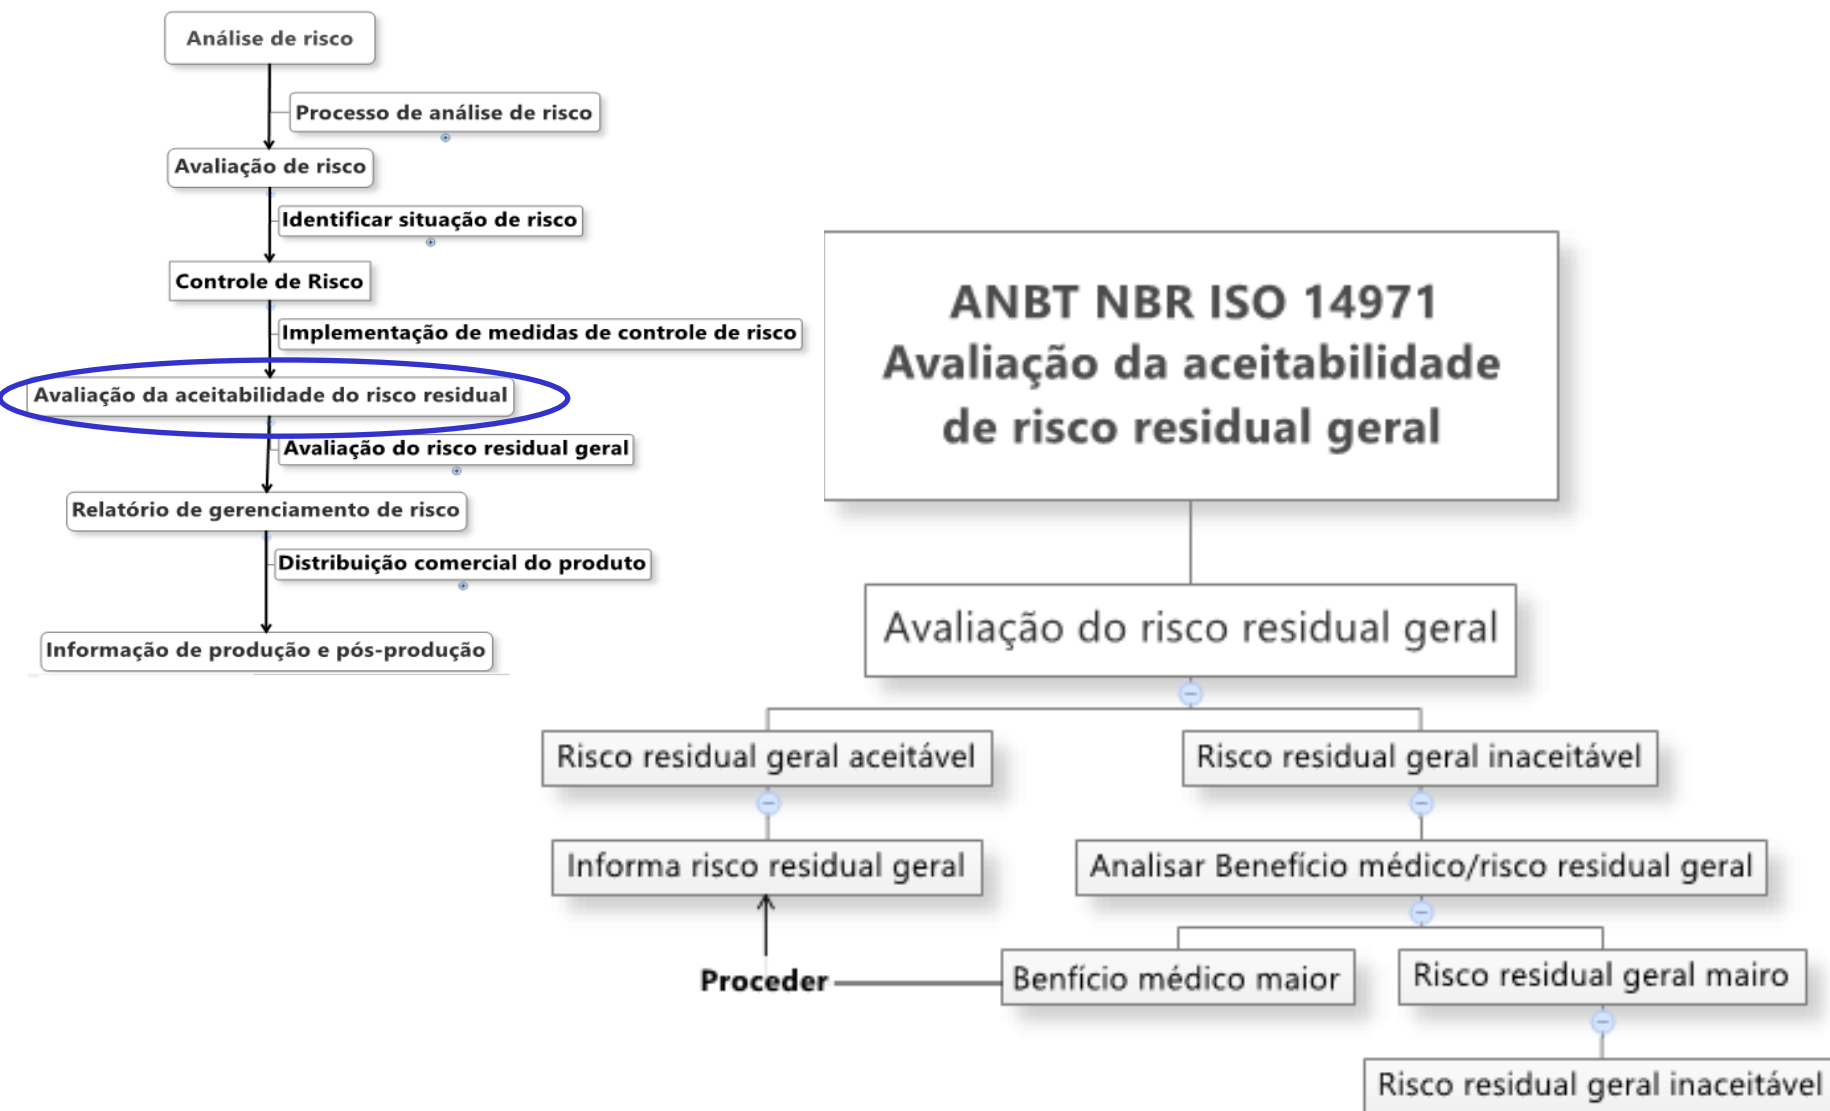 Análise de risco
Processo de análise de risco
Avaliação de risco
Identificar situação de risco
Controle de Risco
Implementação de medidas de controle de risco
Avaliação da aceitabilidade do risco residual
Avaliação do risco residual geral
Relatório de gerenciamento de risco
Distribuição comercial do produto
Informação de produção e pós-produção
ANBT NBR ISO 14971
Avaliação da aceitabilidade
de risco residual geral
Avaliação do risco residual geral
Risco residual geral aceitável
Risco residual geral inaceitável
Informa risco residual geral
Analisar Benefício médico/risco residual geral
Proceder
Benfício médico maior
Risco residual geral mairo
Risco residual geral inaceitável